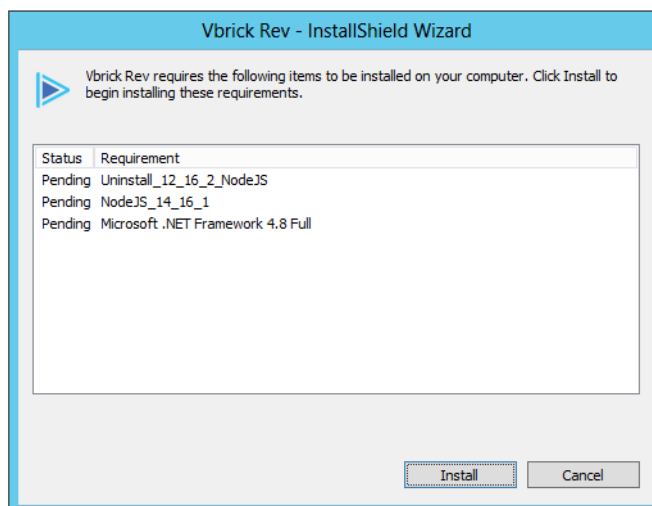 Vbrick Rev - InstallShield Wizard
Vbrick Rev requires the following items to be installed on your computer. Click Install to
begin installing these requirements.
Status Requirement
Pending Uninstall_12_16_2_NodeJS
Pending NodeJS_14_16_1
Pending Microsoft .NET Framework 4.8 Full
Install Cancel